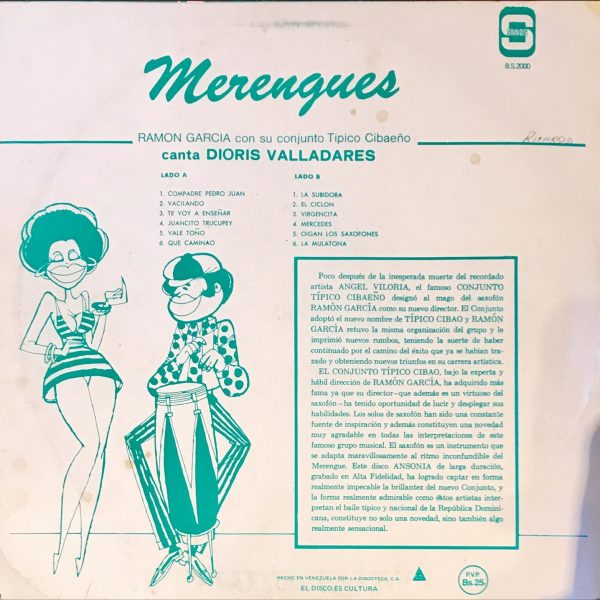 SONUS
B.S.2000
Merengues
RAMON GARCIA con su conjunto Tipico Cibaeño
Ricardo
canta DIORIS VALLADARES
LADO A
1. COMPADRE PEDRO JUAN
2. VACILANDO
3. TE VOY A ENSEÑAR
4. JUANCITO TRUCUPEY
5. VALE TOÑO
6. QUE CAMINAO
LADO B
1. LA SUBIDORA
2. EL CICLON
3. VIRGENCITA
4. MERCEDES
5. OIGAN LOS SAXOFONES
6. LA MULATONA
Poco después de la inesperada muerte del recordado
artista ANGEL VILORIA, el famoso CONJUNTO
TÍPICO CIBAEÑO designó al mago del saxofón
RAMÓN GARCÍA como su nuevo director. El Conjunto
adoptó el nuevo nombre de TÍPICO CIBAO y RAMÓN
GARCÍA retuvo la misma organización del grupo y le
imprimió nuevos rumbos, teniendo la suerte de haber
continuado por el camino del éxito que ya se habían tra-
zado y obteniendo nuevos triunfos en su carrera artística.
EL CONJUNTO TÍPICO CIBAO, bajo la experta y
hábil dirección de RAMÓN GARCÍA, ha adquirido más
fama ya que su director—que además es un virtuoso del
saxofón—ha tenido oportunidad de lucir y desplegar sus
habilidades. Los solos de saxofón han sido una constante
fuente de inspiración y además constituyen una novedad
muy agradable en todas las interpretaciones de este
famoso grupo musical. El saxofón es un instrumento que
se adapta maravillosamente al ritmo inconfundible del
Merengue. Este disco ANSONIA de larga duración,
grabado en Alta Fidelidad, ha logrado captar en forma
realmente impecable la brillantez del nuevo Conjunto, y
la forma realmente admirable como éstos artistas inter-
pretan el baile típico y nacional de la República Domini-
cana, constituye no solo una novedad, sino también algo
realmente sensacional.
HECHO EN VENEZUELA POR LA DISCOTECA, C.A.
EL DISCO ES CULTURA
P.V.P.
Bs.25.